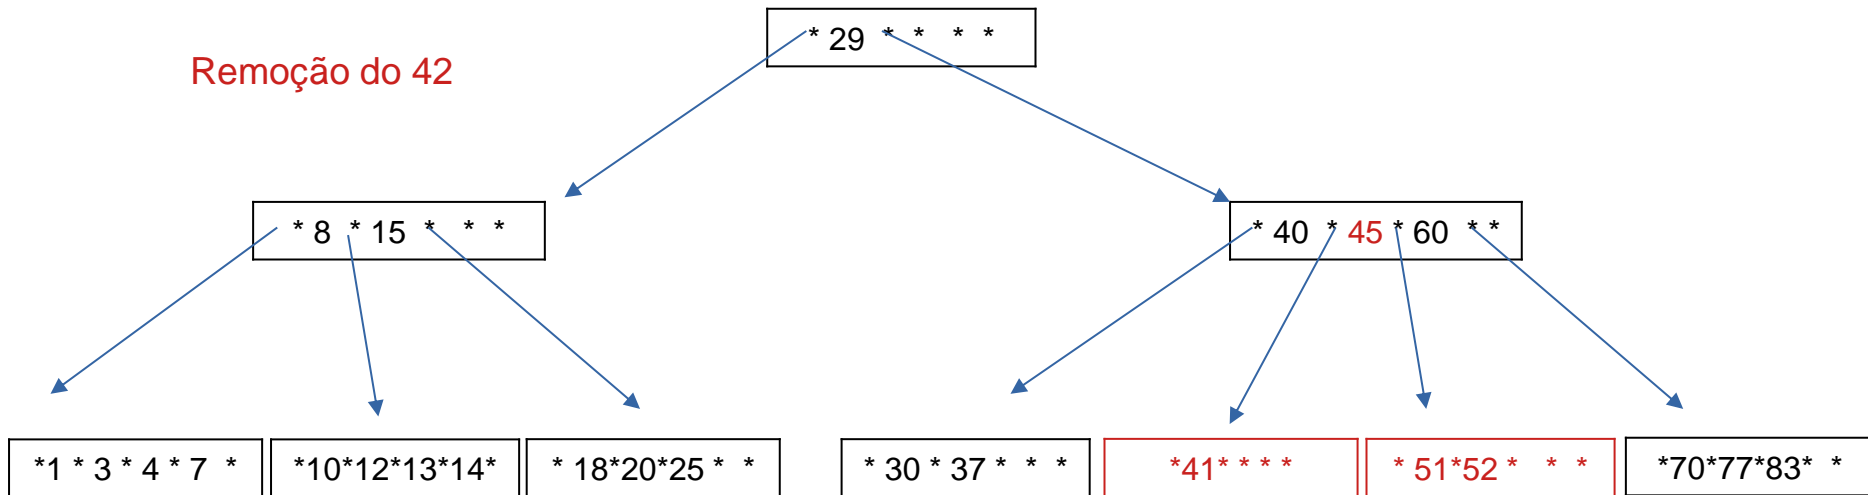 * 29 * * * *
Remoção do 42
* 8 * 15 * * *
* 40 * 45 * 60 * *
*1 * 3 * 4 * 7 *
*10*12*13*14*
* 18*20*25 * *
* 30 * 37 * * *
*41* * * *
* 51*52 * * *
*70*77*83* *